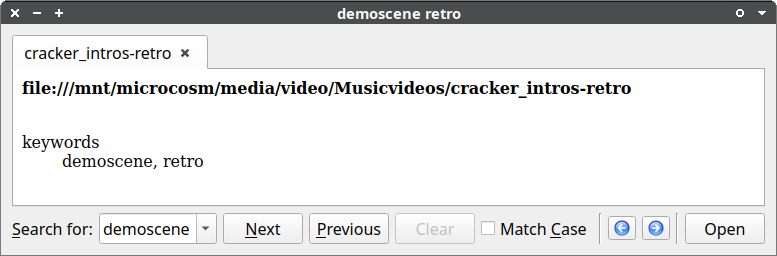 demoscene retro
cracker_intros-retro
file:///mnt/microcosm/media/video/Musicvideos/cracker_intros-retro
keywords
demoscene, retro
Search for: demoscene Next Previous Clear Match Case Open